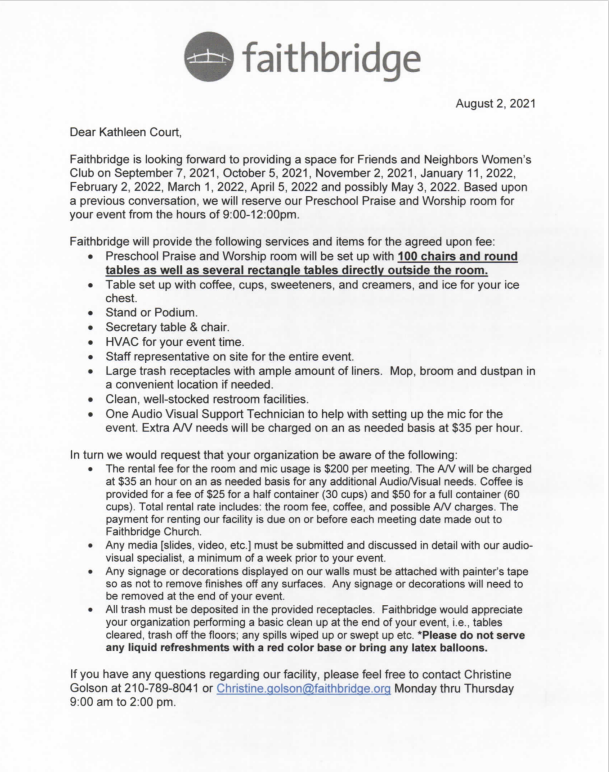 faithbridge
August 2, 2021
Dear Kathleen Court,
Faithbridge is looking forward to providing a space for Friends and Neighbors Women's
Club on September 7, 2021, October 5, 2021, November 2, 2021, January 11, 2022,
February 2, 2022, March 1, 2022, April 5, 2022 and possibly May 3, 2022. Based upon
a previous conversation, we will reserve our Preschool Praise and Worship room for
your event from the hours of 9:00-12:00pm.
Faithbridge will provide the following services and items for the agreed upon fee:
• Preschool Praise and Worship room will be set up with 100 chairs and round
tables as well as several rectangle tables directly outside the room.
• Table set up with coffee, cups, sweeteners, and creamers, and ice for your ice
chest.
• Stand or Podium.
• Secretary table & chair.
• HVAC for your event time.
• Staff representative on site for the entire event.
• Large trash receptacles with ample amount of liners. Mop, broom and dustpan in
a convenient location if needed.
• Clean, well-stocked restroom facilities.
• One Audio Visual Support Technician to help with setting up the mic for the
event. Extra A/V needs will be charged on an as needed basis at $35 per hour.
In turn we would request that your organization be aware of the following:
• The rental fee for the room and mic usage is $200 per meeting. The A/V will be charged
at $35 an hour on an as needed basis for any additional Audio/Visual needs. Coffee is
provided for a fee of $25 for a half container (30 cups) and $50 for a full container (60
cups). Total rental rate includes: the room fee, coffee, and possible A/V charges. The
payment for renting our facility is due on or before each meeting date made out to
Faithbridge Church.
• Any media [slides, video, etc.] must be submitted and discussed in detail with our audio-
visual specialist, a minimum of a week prior to your event.
• Any signage or decorations displayed on our walls must be attached with painter's tape
so as not to remove finishes off any surfaces. Any signage or decorations will need to
be removed at the end of your event.
• All trash must be deposited in the provided receptacles. Faithbridge would appreciate
your organization performing a basic clean up at the end of your event, i.e., tables
cleared, trash off the floors; any spills wiped up or swept up etc. *Please do not serve
any liquid refreshments with a red color base or bring any latex balloons.
If you have any questions regarding our facility, please feel free to contact Christine
Golson at 210-789-8041 or Christine.golson@faithbridge.org Monday thru Thursday
9:00 am to 2:00 pm.